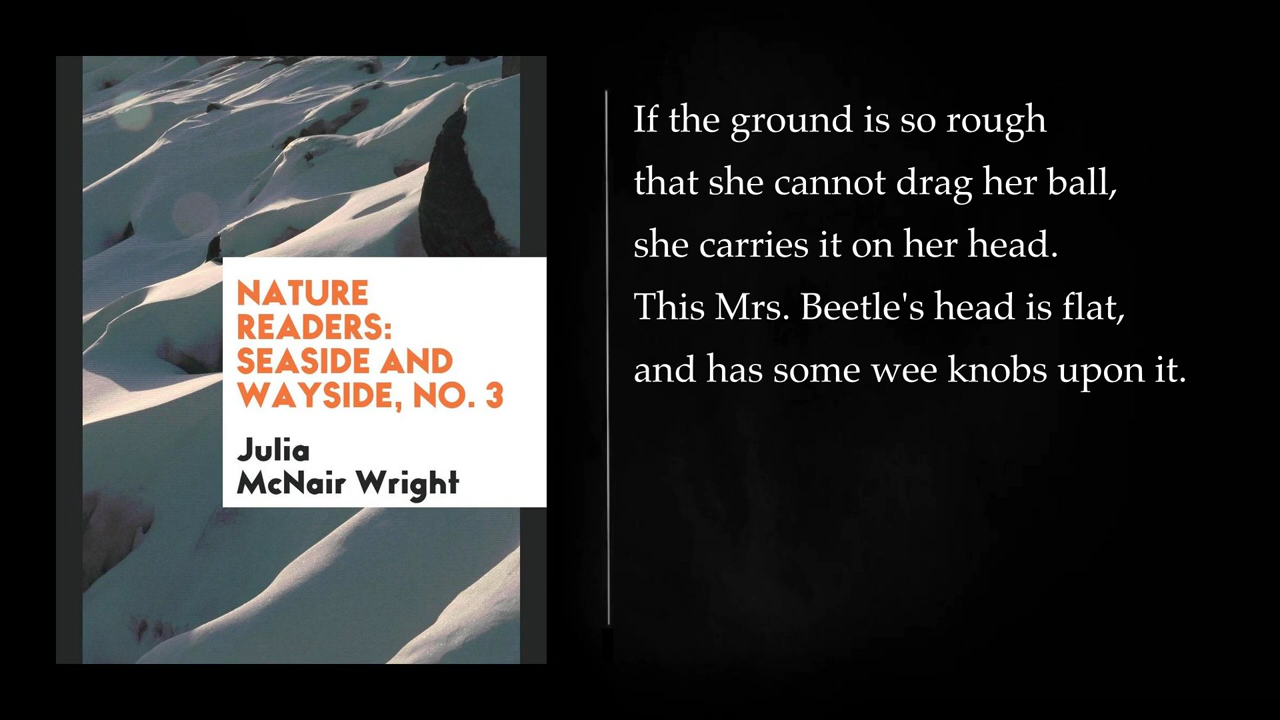 NATURE
READERS:
SEASIDE AND
WAYSIDE, NO. 3
Julia
McNair Wright
If the ground is so rough
that she cannot drag her ball,
she carries it on her head.
This Mrs. Beetle's head is flat,
and has some wee knobs upon it.